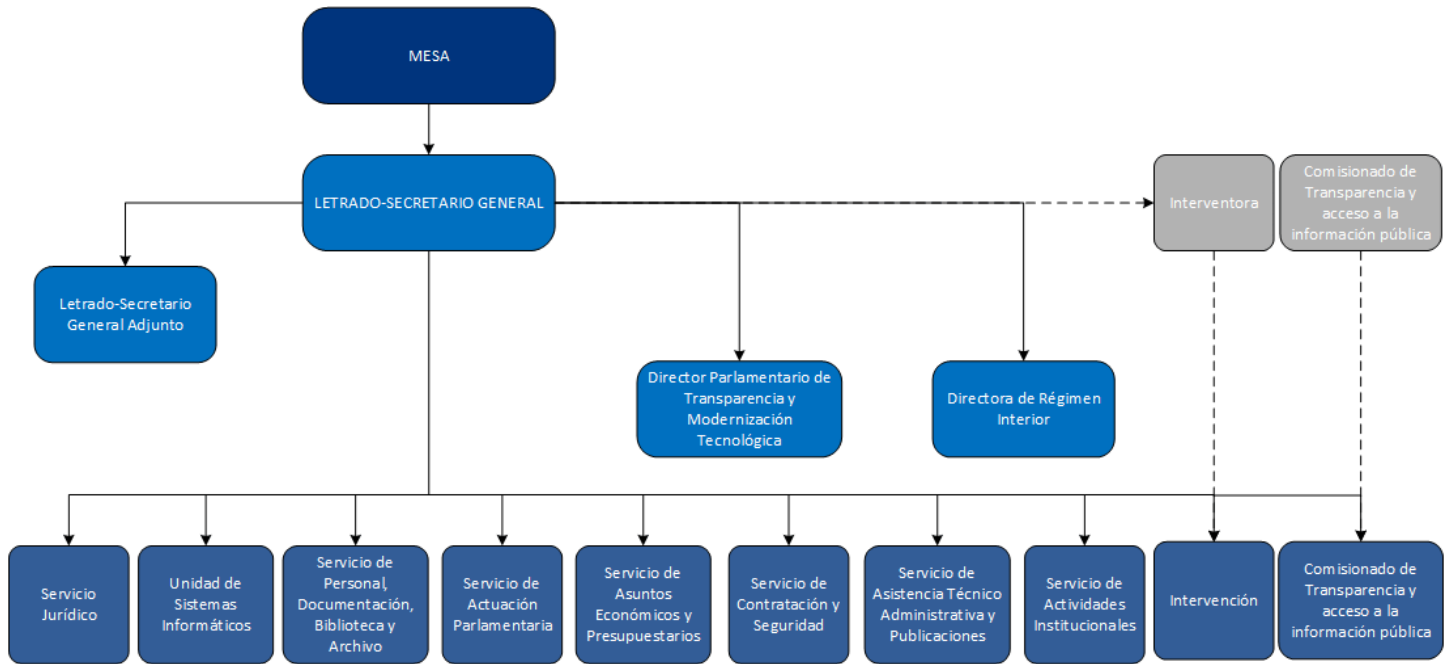 MESA
LETRADO-SECRETARIO GENERAL
Interventora
Comisionado de
Transparencia y
acceso a la
información pública
Letrado-Secretario
General Adjunto
Director Parlamentario de
Transparencia y
Modernización
Tecnológica
Directora de Régimen
Interior
Servicio
Jurídico
Unidad de
Sistemas
Informáticos
Servicio de
Personal,
Documentación,
Biblioteca y
Archivo
Servicio de
Actuación
Parlamentaria
Servicio de
Asuntos
Económicos y
Presupuestarios
Servicio de
Contratación y
Seguridad
Servicio de
Asistencia Técnico
Administrativa y
Publicaciones
Servicio de
Actividades
Institucionales
Intervención
Comisionado de
Transparencia y
acceso a la
información pública